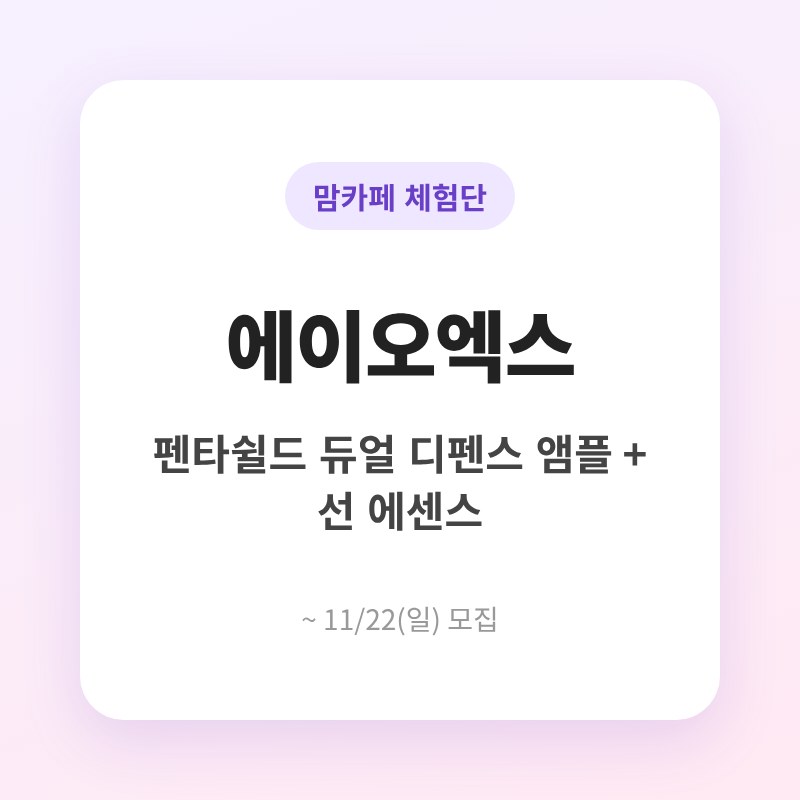 맘카페 체험단
에이오엑스
펜타쉴드 듀얼 디펜스 앰플 +
선 에센스
~ 11/22(일) 모집